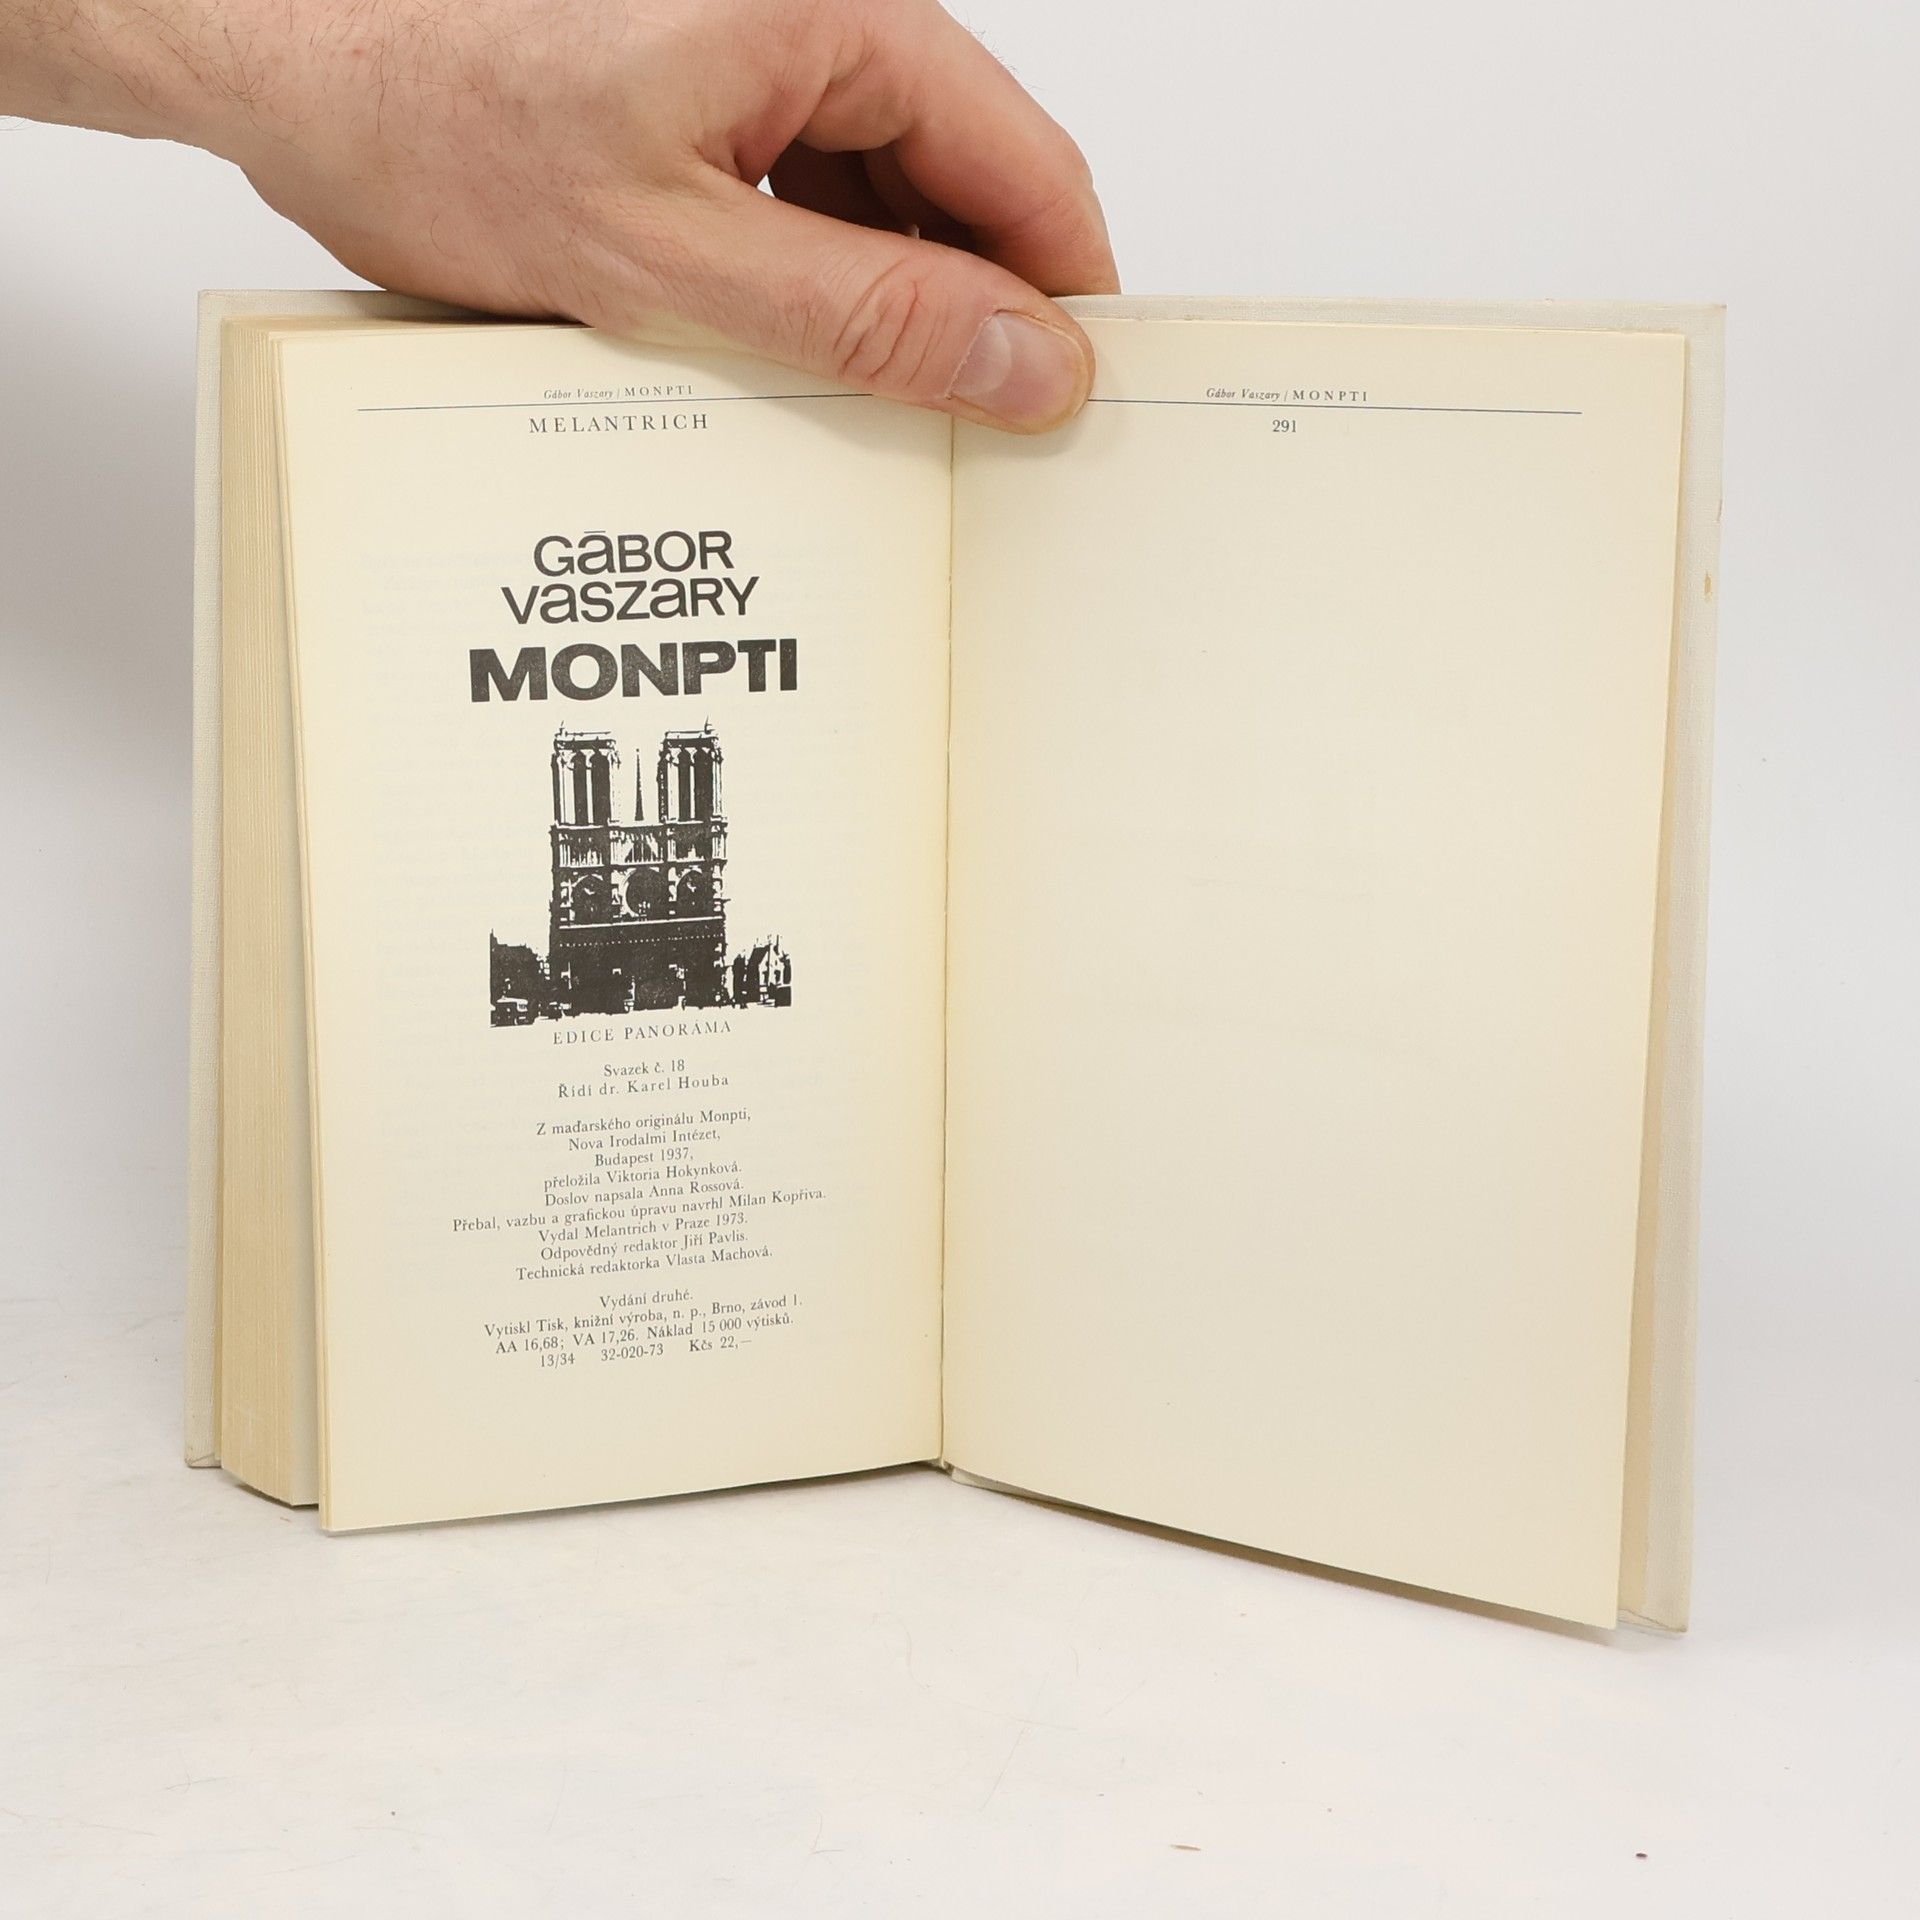 Gábor Vaszary / MONPTI
MELANTRICH
GáBOR
VaSZaRY
MONPTI
EDICE PANORÁMA
Svazek č. 18
Řídí dr. Karel Houba
Z maďarského originálu Monpti,
Nova Irodalmi Intézet,
Budapest 1937,
přeložila Viktoria Hokynková.
Doslov napsala Anna Rossová.
Přebal, vazbu a grafickou úpravu navrhl Milan Kopřiva.
Vydal Melantrich v Praze 1973.
Odpovědný redaktor Jiří Pavlis.
Technická redaktorka Vlasta Machová.
Vydání druhé.
Vytiskl Tisk, knižní výroba, n. p., Brno, závod 1.
AA 16,68; VA 17,26. Náklad 15 000 výtisků.
13/34 32-020-73 Kčs 22,—
Gábor Vaszary / MONPTI
291